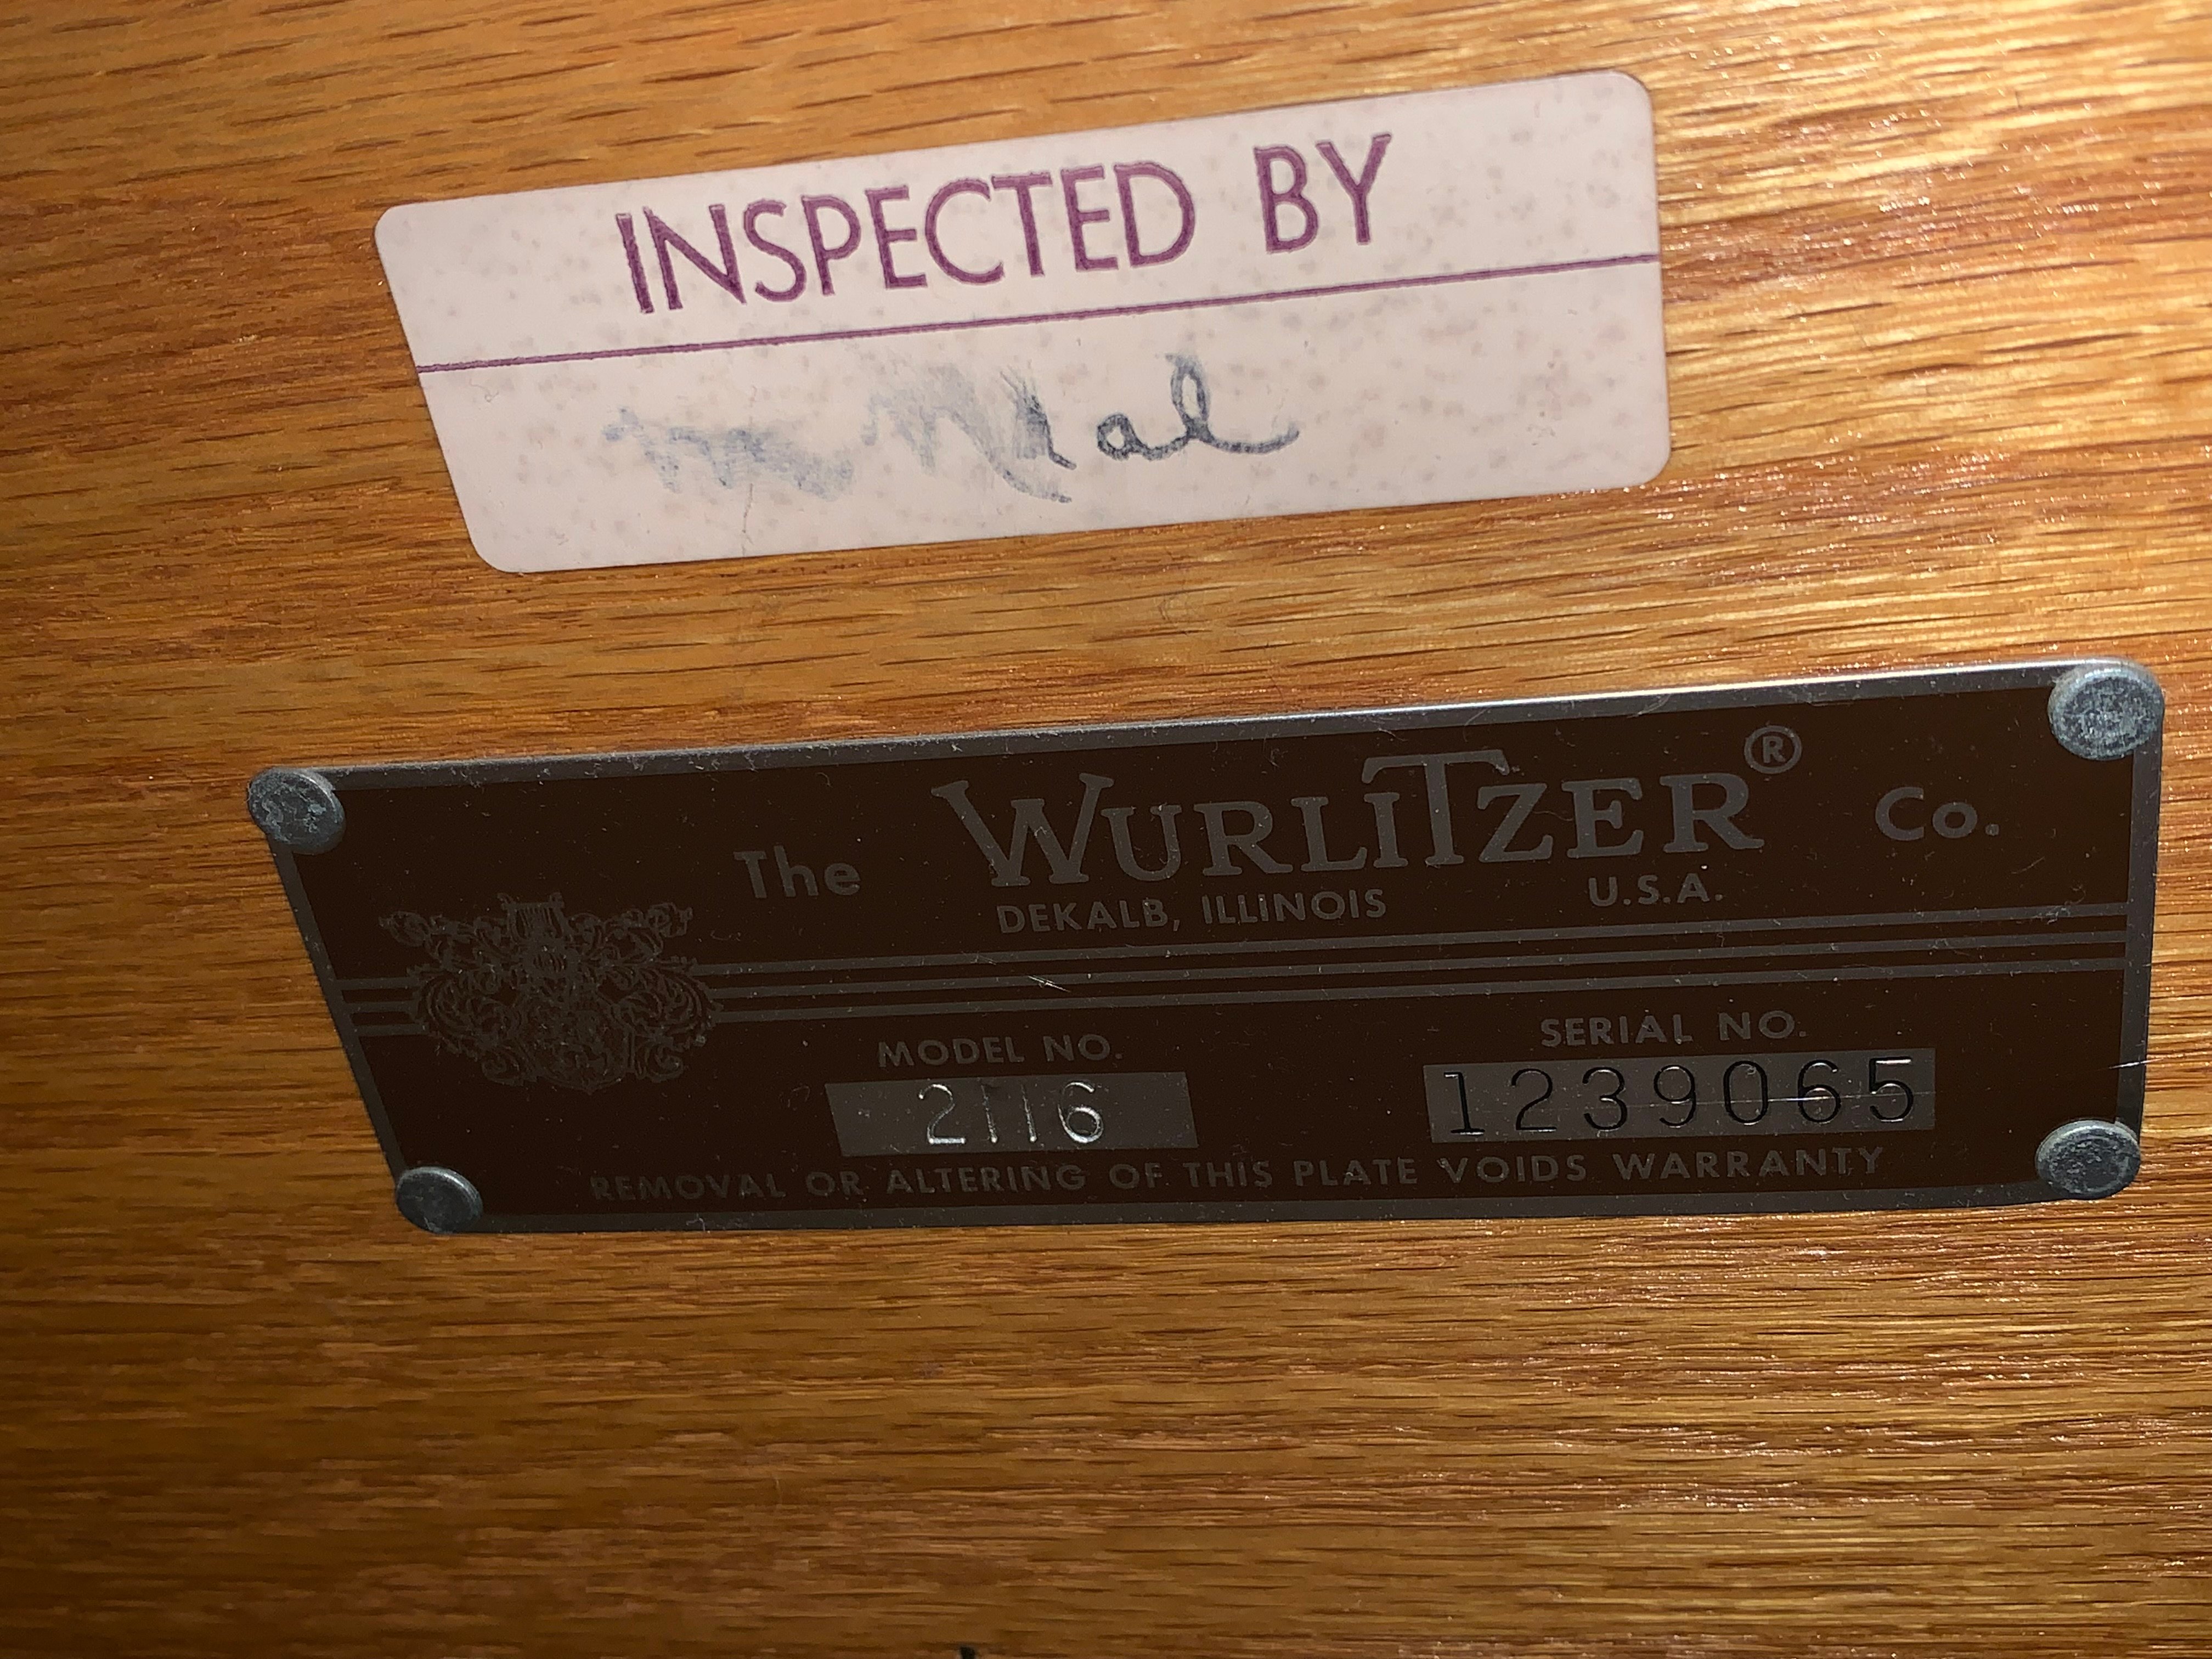 INSPECTED BY
The WURLiTZER® Co.
DEKALB, ILLINOIS U.S.A.
MODEL NO. SERIAL NO.
2116 1239065
REMOVAL OR ALTERING OF THIS PLATE VOIDS WARRANTY